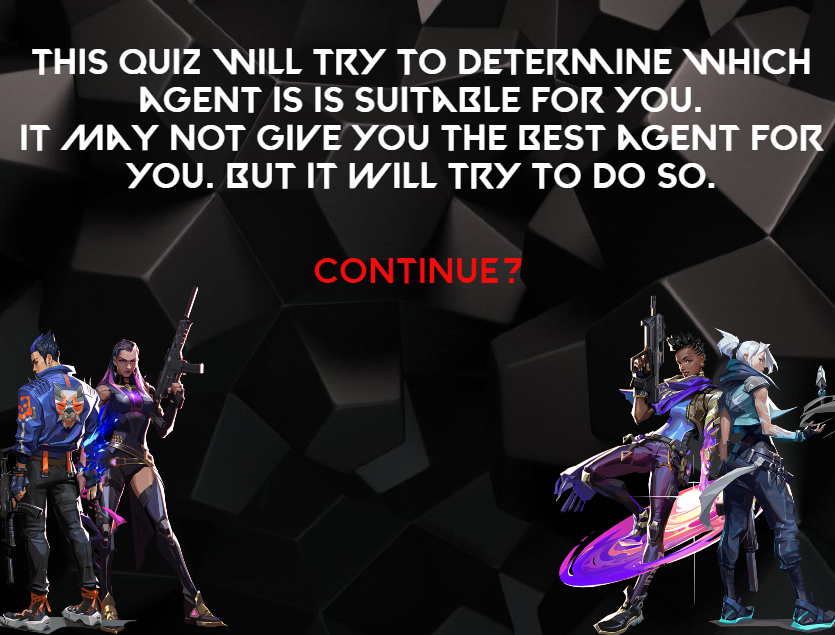 THIS QUIZ WILL TRY TO DETERMINE WHICH
AGENT IS IS SUITABLE FOR YOU.
IT MAY NOT GIVE YOU THE BEST AGENT FOR
YOU. BUT IT WILL TRY TO DO SO.
CONTINUE?